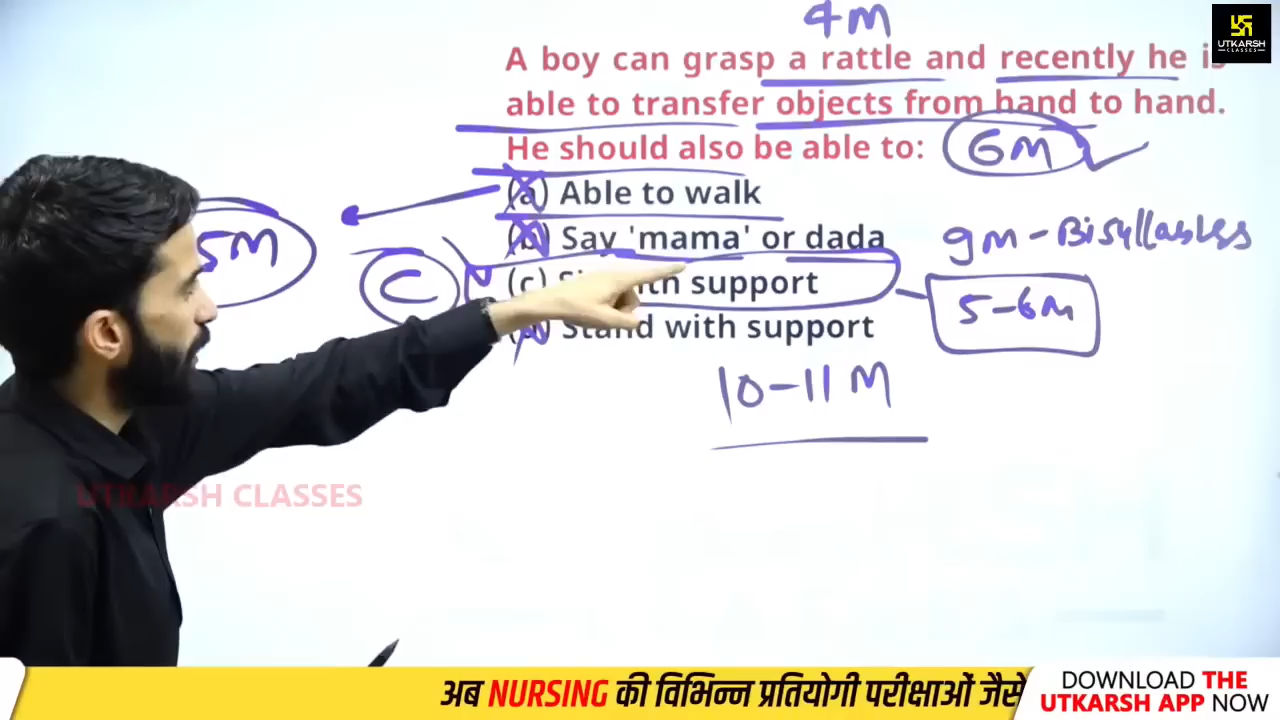 4M
UTKARSH
CLASSES
A boy can grasp a rattle and recently he is
able to transfer objects from hand to hand.
He should also be able to: 6M
(a) Able to walk
5M
(b) Say 'mama' or dada 9M - Bisyllables
C (c) with support 5-6M
Stand with support
10-11 M
UTKARSH CLASSES
अब NURSING की विभिन्न प्रतियोगी परीक्षाओं जैसे
DOWNLOAD THE
UTKARSH APP NOW